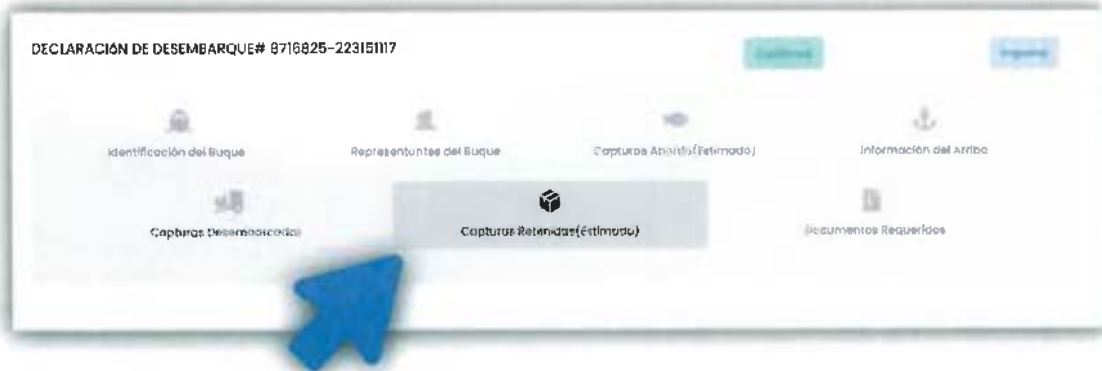 DECLARACIÓN DE DESEMBARQUE# 8716825-223151117
Identificación del Buque
Representantes del Buque
Capturas Abordo(Estimado)
Información del Arribo
Capturas Desembarcadas
Capturas Retenidas(Estimado)
Documentos Requeridos